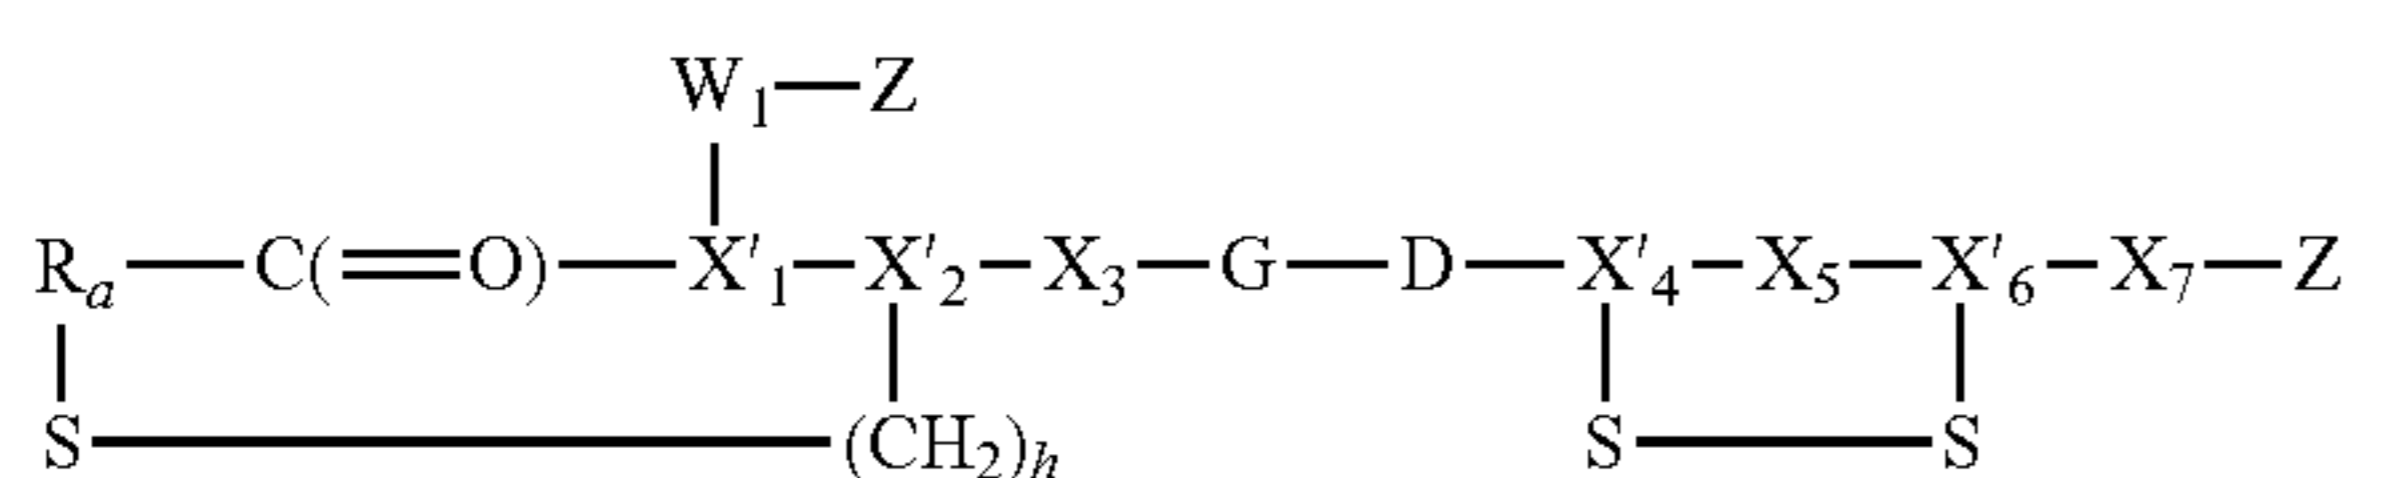 W₁—Z
Rₐ—C(═O)—X'₁—X'₂—X₃—G—D—X'₄—X₅—X'₆—X₇—Z
S—(CH₂)ₕ S—S